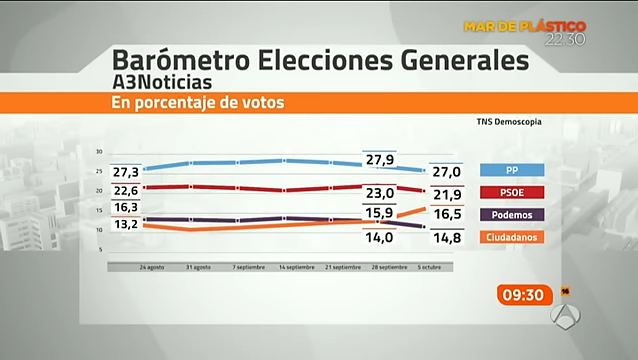 MAR DE PLÁSTICO
22:30
Barómetro Elecciones Generales
A3Noticias
En porcentaje de votos
TNS Demoscopia
30
25
20
15
10
5
27,3
22,6
16,3
13,2
27,9
23,0
15,9
14,0
27,0
21,9
16,5
14,8
PP
PSOE
Podemos
Ciudadanos
24 agosto
31 agosto
7 septiembre
14 septiembre
21 septiembre
28 septiembre
5 octubre
09:30
16